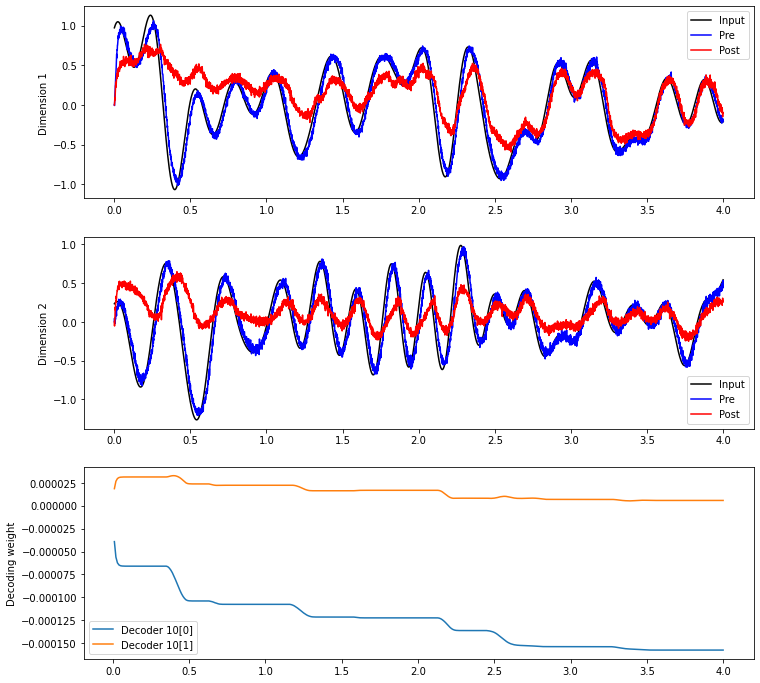 Dimension 1
1.0
0.5
0.0
−0.5
−1.0
Input
Pre
Post
0.0 0.5 1.0 1.5 2.0 2.5 3.0 3.5 4.0
Dimension 2
1.0
0.5
0.0
−0.5
−1.0
Input
Pre
Post
0.0 0.5 1.0 1.5 2.0 2.5 3.0 3.5 4.0
Decoding weight
0.000025
0.000000
−0.000025
−0.000050
−0.000075
−0.000100
−0.000125
−0.000150
Decoder 10[0]
Decoder 10[1]
0.0 0.5 1.0 1.5 2.0 2.5 3.0 3.5 4.0